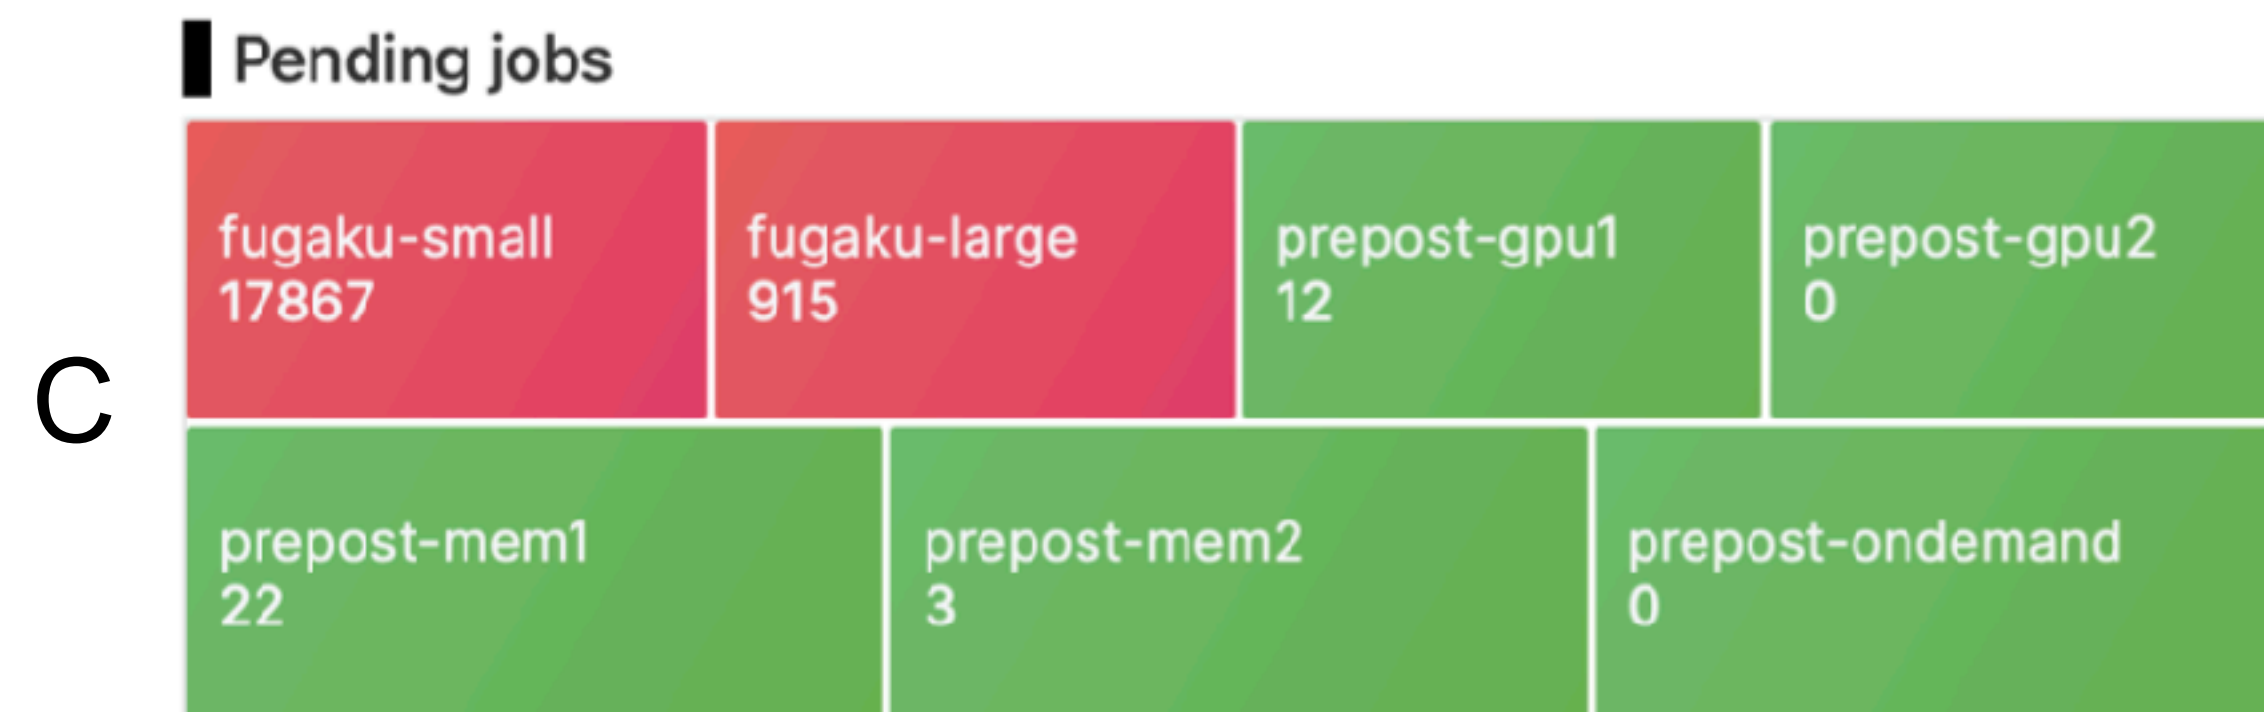 Pending jobs
fugaku-small
17867
fugaku-large
915
prepost-gpu1
12
prepost-gpu2
0
C
prepost-mem1
22
prepost-mem2
3
prepost-ondemand
0